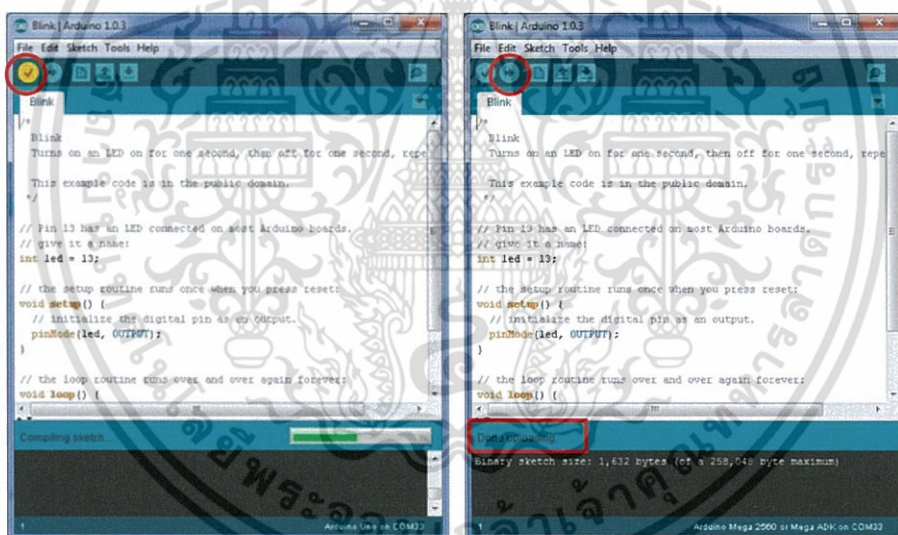 Blink | Arduino 1.0.3
File Edit Sketch Tools Help
Blink
/*
Blink
Turns on an LED on for one second, then off for one second, repe
This example code is in the public domain.
*/
// Pin 13 has an LED connected on most Arduino boards.
// give it a name:
int led = 13;
// the setup routine runs once when you press reset:
void setup() {
// initialize the digital pin as an output.
pinMode(led, OUTPUT);
}
// the loop routine runs over and over again forever:
void loop() {
Compiling sketch...
1
Arduino Uno on COM33
Blink | Arduino 1.0.3
File Edit Sketch Tools Help
Blink
/*
Blink
Turns on an LED on for one second, then off for one second, repe
This example code is in the public domain.
*/
// Pin 13 has an LED connected on most Arduino boards.
// give it a name:
int led = 13;
// the setup routine runs once when you press reset:
void setup() {
// initialize the digital pin as an output.
pinMode(led, OUTPUT);
}
// the loop routine runs over and over again forever:
void loop() {
Done uploading.
Binary sketch size: 1,632 bytes (of a 258,048 byte maximum)
1
Arduino Mega 2560 or Mega ADK on COM33